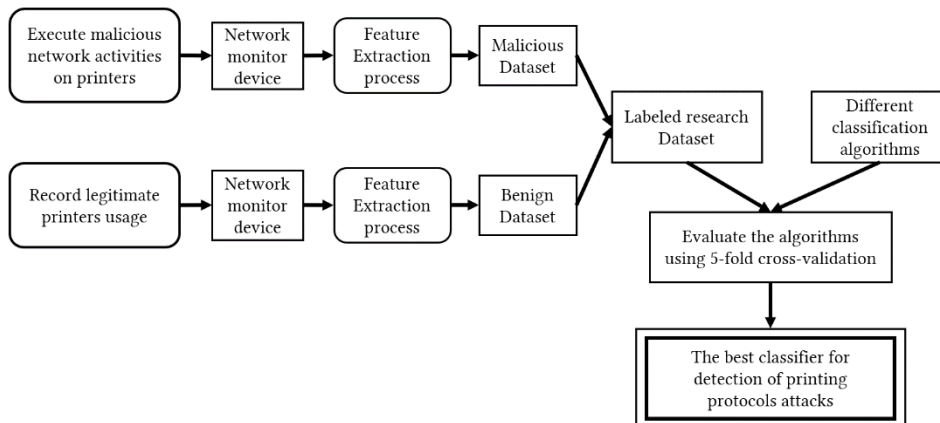 Execute malicious
network activities
on printers
Network
monitor
device
Feature
Extraction
process
Malicious
Dataset
Labeled research
Dataset
Different
classification
algorithms
Record legitimate
printers usage
Network
monitor
device
Feature
Extraction
process
Benign
Dataset
Evaluate the algorithms
using 5-fold cross-validation
The best classifier for
detection of printing
protocols attacks